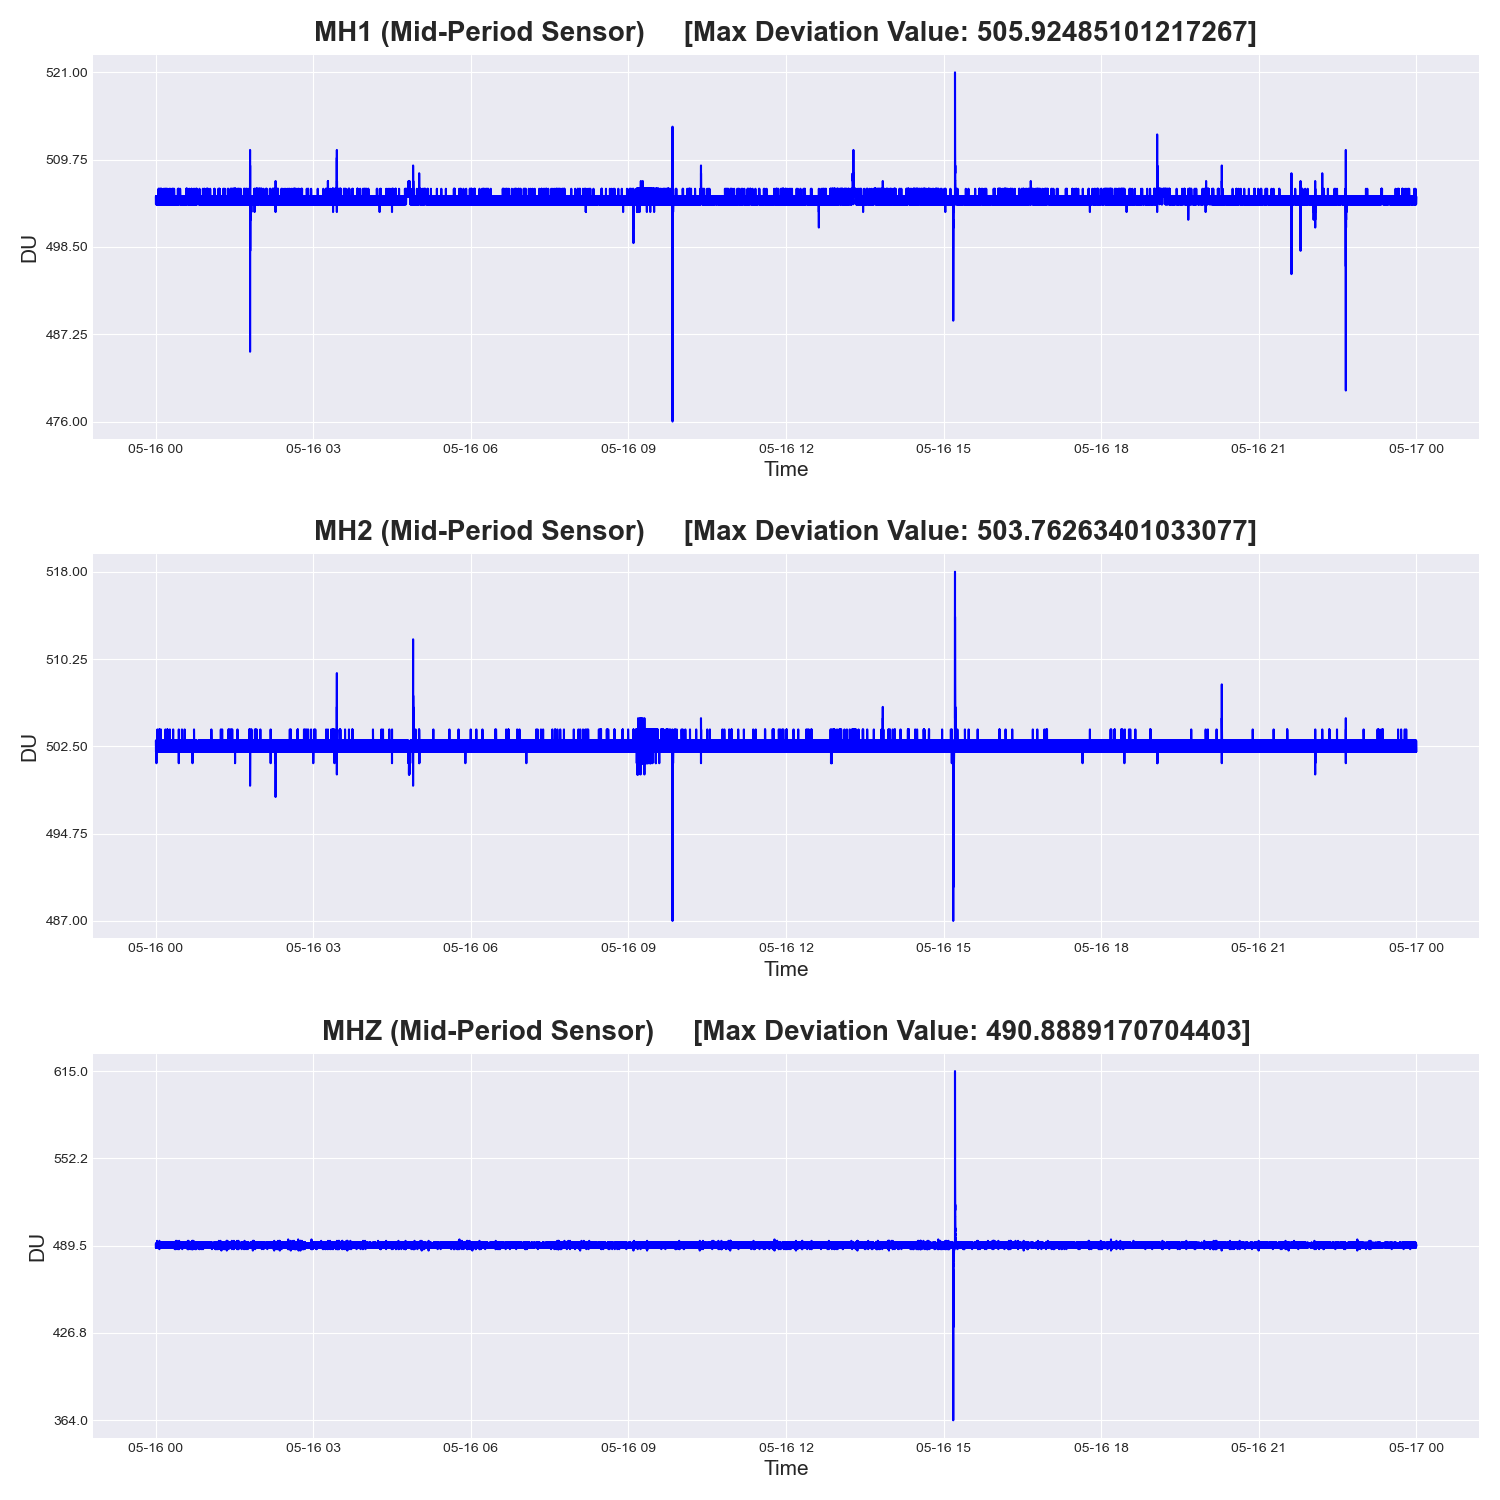 MH1 (Mid-Period Sensor) [Max Deviation Value: 505.92485101217267]
521.00
509.75
498.50
487.25
476.00
DU
05-16 00 05-16 03 05-16 06 05-16 09 05-16 12 05-16 15 05-16 18 05-16 21 05-17 00
Time
MH2 (Mid-Period Sensor) [Max Deviation Value: 503.76263401033077]
518.00
510.25
502.50
494.75
487.00
DU
05-16 00 05-16 03 05-16 06 05-16 09 05-16 12 05-16 15 05-16 18 05-16 21 05-17 00
Time
MHZ (Mid-Period Sensor) [Max Deviation Value: 490.8889170704403]
615.0
552.2
489.5
426.8
364.0
DU
05-16 00 05-16 03 05-16 06 05-16 09 05-16 12 05-16 15 05-16 18 05-16 21 05-17 00
Time